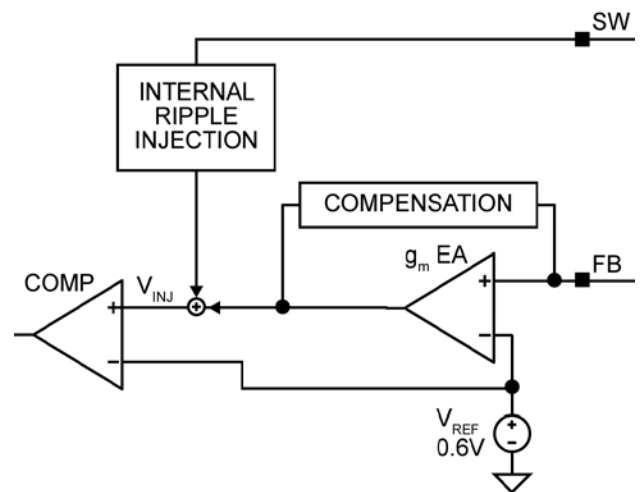 SW
INTERNAL
RIPPLE
INJECTION
COMPENSATION
gm EA
FB
COMP
VINJ
+
+
+
−
−
VREF
0.6V
+
−